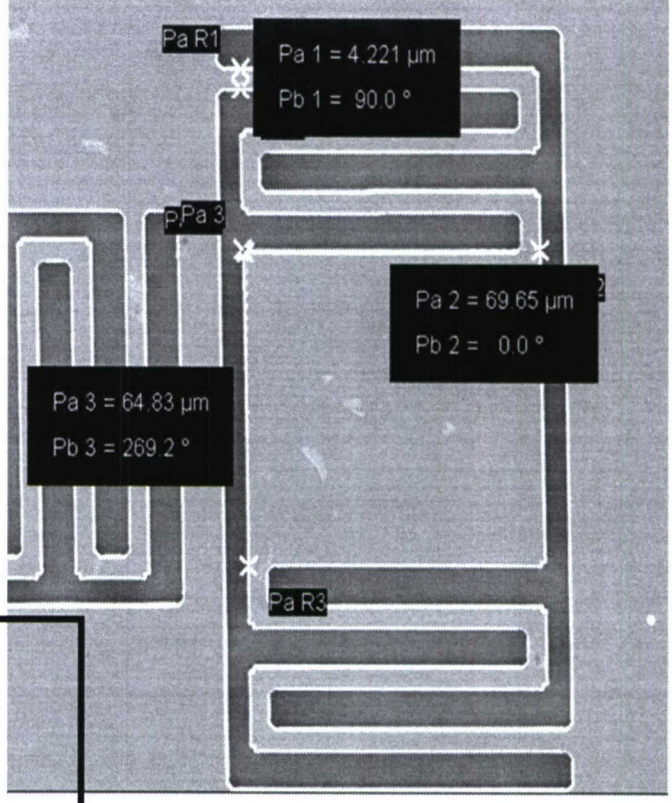 Pa R1
Pa 1 = 4.221 µm
Pb 1 = 90.0 °
Pa 3
2
Pa 2 = 69.65 µm
Pb 2 = 0.0 °
Pa 3 = 64.83 µm
Pb 3 = 269.2 °
Pa R3